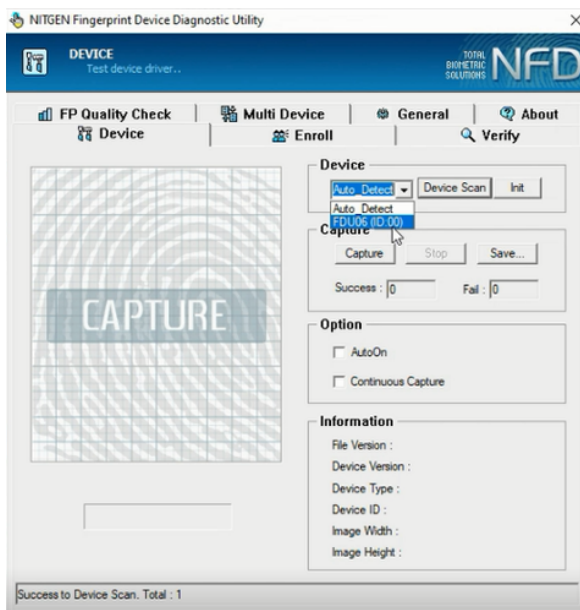 NITGEN Fingerprint Device Diagnostic Utility
DEVICE
Test device driver..
TOTAL
BIOMETRIC
SOLUTIONS
NFD
FP Quality Check
Multi Device
General
About
Device
Enroll
Verify
CAPTURE
Device
Auto_Detect
Device Scan
Init
Auto_Detect
FDU06 (ID:00)
Capture
Capture
Stop
Save...
Success : 0
Fail : 0
Option
AutoOn
Continuous Capture
Information
File Version :
Device Version :
Device Type :
Device ID :
Image Width :
Image Height :
Success to Device Scan. Total : 1